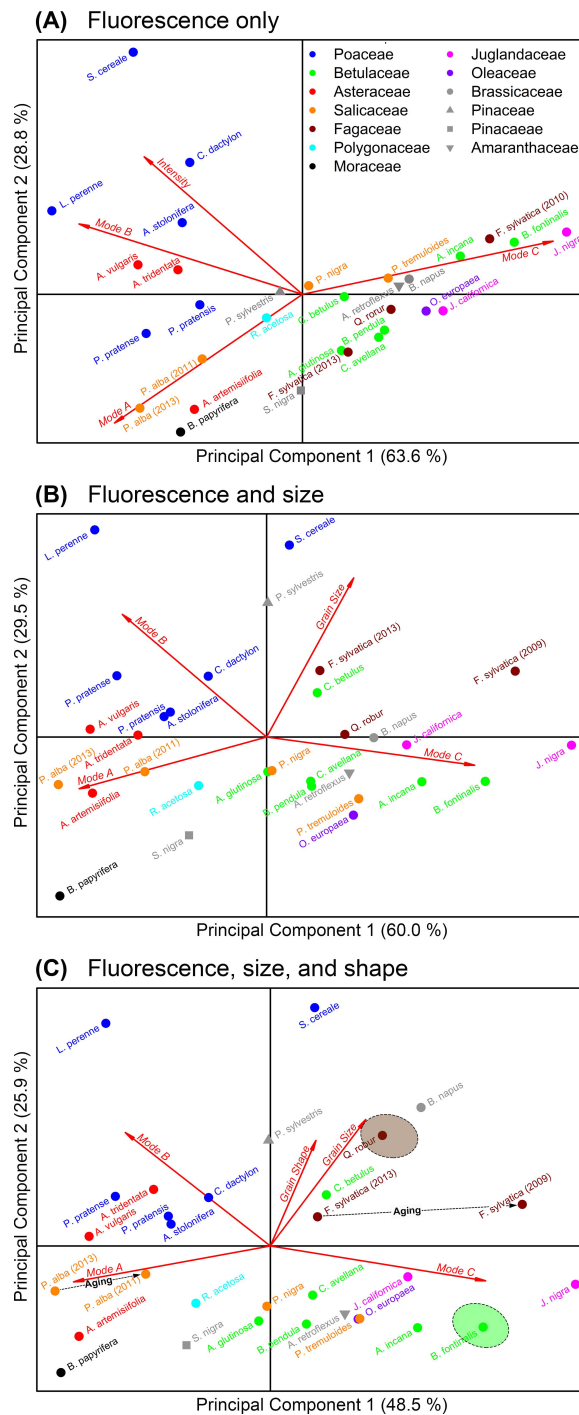 (A) Fluorescence only
Principal Component 2 (28.8 %)
Poaceae
Betulaceae
Asteraceae
Salicaceae
Fagaceae
Polygonaceae
Moraceae
Juglandaceae
Oleaceae
Brassicaceae
Pinaceae
Pinacaeae
Amaranthaceae
S. cereale
C. dactylon
Intensity
L. perenne
Mode B
A. stolonifera
A. vulgaris
A. tridentata
F. sylvatica (2010)
B. fontinalis
A. incana
J. nigra
Mode C
P. tremuloides
P. nigra
B. napus
A. retroflexus
P. sylvestris
C. betulus
O. europaea
J. californica
Q. rorur
P. pratensis
R. acetosa
P. pratense
B. pendula
A. glutinosa
C. avellana
F. sylvatica (2013)
P. alba (2011)
S. nigra
A. artemisiifolia
P. alba (2013)
Mode A
B. papyrifera
Principal Component 1 (63.6 %)
(B) Fluorescence and size
Principal Component 2 (29.5 %)
L. perenne
S. cereale
P. sylvestris
Grain Size
Mode B
F. sylvatica (2013)
F. sylvatica (2009)
C. dactylon
P. pratense
C. betulus
P. pratensis
A. stolonifera
A. vulgaris
A. tridentata
Q. robur
B. napus
J. californica
J. nigra
Mode C
P. alba (2013)
P. alba (2011)
Mode A
A. glutinosa
P. nigra
C. avellana
A. retroflexus
B. pendula
A. incana
B. fontinalis
R. acetosa
A. artemisiifolia
P. tremuloides
O. europaea
S. nigra
B. papyrifera
Principal Component 1 (60.0 %)
(C) Fluorescence, size, and shape
Principal Component 2 (25.9 %)
L. perenne
S. cereale
B. napus
P. sylvestris
Mode B
Grain Size
Grain Shape
Q. robur
C. betulus
C. dactylon
A. tridentata
P. pratense
P. pratensis
A. vulgaris
A. stolonifera
F. sylvatica (2013)
Aging
F. sylvatica (2009)
P. alba (2013)
Mode A
Aging
P. alba (2011)
Mode C
J. nigra
J. californica
C. avellana
P. nigra
R. acetosa
O. europaea
A. retroflexus
P. tremuloides
B. pendula
A. glutinosa
A. incana
B. fontinalis
A. artemisiifolia
S. nigra
B. papyrifera
Principal Component 1 (48.5 %)